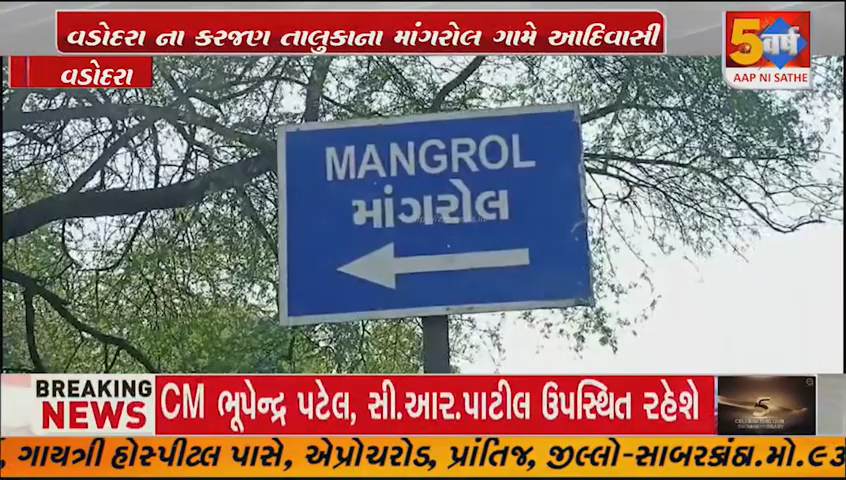 વડોદરા ના કરજણ તાલુકાના માંગરોલ ગામે આદિવાસી
5 વર્ષ
AAP NI SATHE
વડોદરા
MANGROL
માંગરોલ
BREAKING NEWS
CM ભૂપેન્દ્ર પટેલ, સી.આર.પાટીલ ઉપસ્થિત રહેશે
5
, ગાયત્રી હોસ્પીટલ પાસે, એપ્રોચરોડ, પ્રાંતિજ, જીલ્લો-સાબરકાંઠા.મો.૯૩